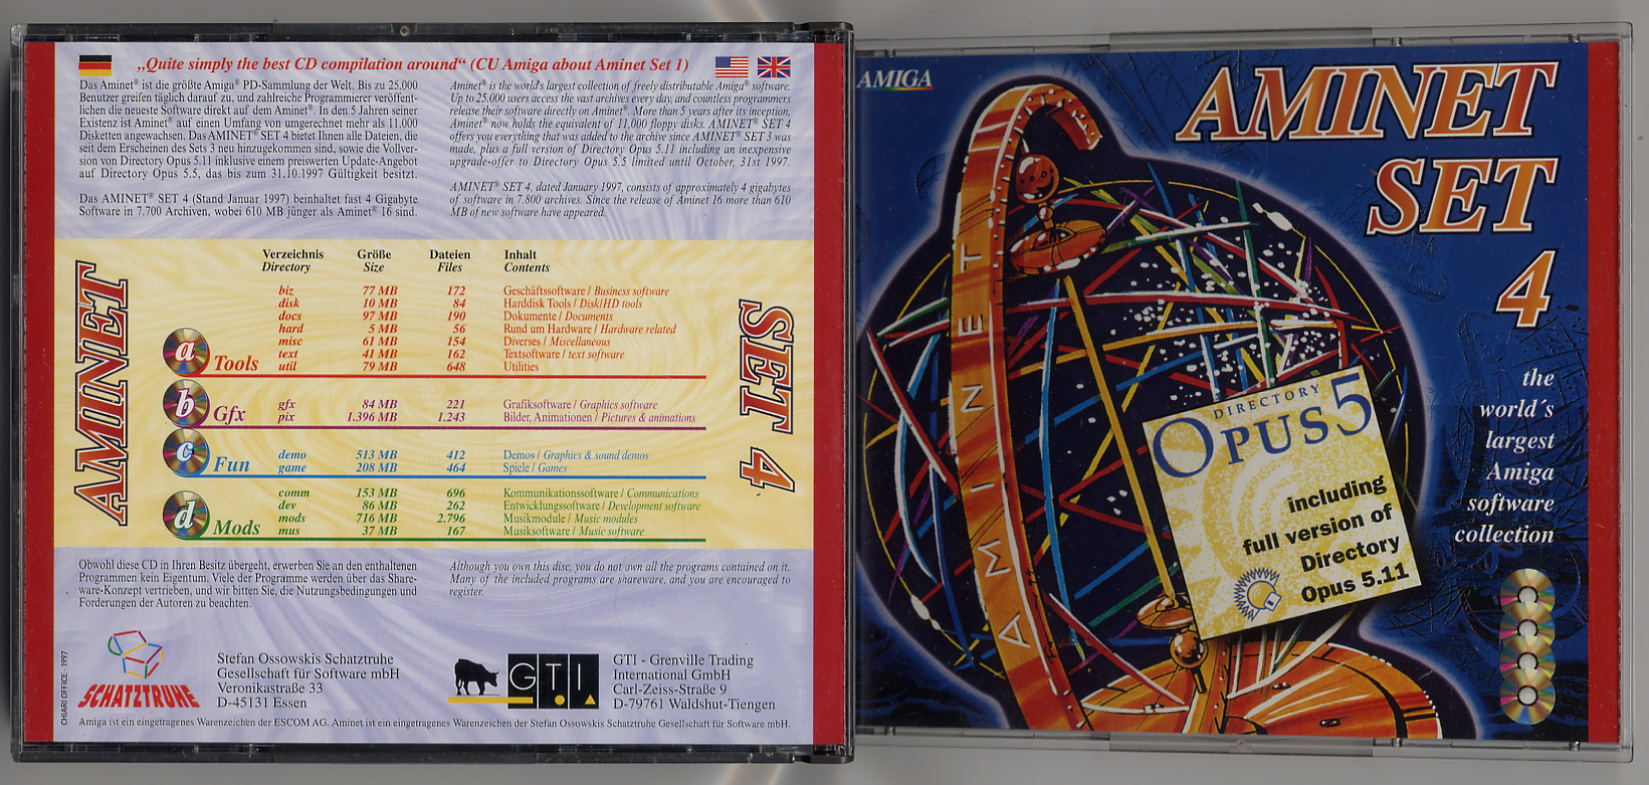 „Quite simply the best CD compilation around“ (CU Amiga about Aminet Set 1)
Das Aminet® ist die größte Amiga® PD-Sammlung der Welt. Bis zu 25.000
Benutzer greifen täglich darauf zu, und zahlreiche Programmierer veröffent-
lichen die neueste Software direkt auf dem Aminet®. In den 5 Jahren seiner
Existenz ist Aminet® auf einen Umfang von umgerechnet mehr als 11.000
Disketten angewachsen. Das AMINET® SET 4 bietet Ihnen alle Dateien, die
seit dem Erscheinen des Sets 3 neu hinzugekommen sind, sowie die Vollver-
sion von Directory Opus 5.11 inklusive einem preiswerten Update-Angebot
auf Directory Opus 5.5, das bis zum 31.10.1997 Gültigkeit besitzt.
Das AMINET® SET 4 (Stand Januar 1997) beinhaltet fast 4 Gigabyte
Software in 7.700 Archiven, wobei 610 MB jünger als Aminet® 16 sind.
Aminet® is the world's largest collection of freely distributable Amiga® software.
Up to 25.000 users access the vast archives every day, and countless programmers
release their software directly on Aminet®. More than 5 years after its inception,
Aminet® now holds the equivalent of 11,000 floppy disks. AMINET® SET 4
offers you everything that was added to the archive since AMINET® SET 3 was
made, plus a full version of Directory Opus 5.11 including an inexpensive
upgrade-offer to Directory Opus 5.5 limited until October, 31st 1997.
AMINET® SET 4, dated January 1997, consists of approximately 4 gigabytes
of software in 7.800 archives. Since the release of Aminet 16 more than 610
MB of new software have appeared.
AMINET
SET 4
Verzeichnis Größe Dateien Inhalt
Directory Size Files Contents
biz 77 MB 172 Geschäftssoftware / Business software
disk 10 MB 84 Harddisk Tools / Disk/HD tools
docs 97 MB 190 Dokumente / Documents
hard 5 MB 56 Rund um Hardware / Hardware related
misc 61 MB 154 Diverses / Miscellaneous
text 41 MB 162 Textsoftware / text software
a Tools util 79 MB 648 Utilities
gfx 84 MB 221 Grafiksoftware / Graphics software
b Gfx pix 1.396 MB 1.243 Bilder, Animationen / Pictures & animations
demo 513 MB 412 Demos / Graphics & sound demos
c Fun game 208 MB 464 Spiele / Games
comm 153 MB 696 Kommunikationssoftware / Communications
dev 86 MB 262 Entwicklungssoftware / Development software
mods 716 MB 2.796 Musikmodule / Music modules
d Mods mus 37 MB 167 Musiksoftware / Music software
Obwohl diese CD in Ihren Besitz übergeht, erwerben Sie an den enthaltenen
Programmen kein Eigentum. Viele der Programme werden über das Share-
ware-Konzept vertrieben, und wir bitten Sie, die Nutzungsbedingungen und
Forderungen der Autoren zu beachten.
Although you own this disc, you do not own all the programs contained on it.
Many of the included programs are shareware, and you are encouraged to
register.
CHIARI OFFICE · 1997
SCHATZTRUHE
Stefan Ossowskis Schatztruhe
Gesellschaft für Software mbH
Veronikastraße 33
D-45131 Essen
GTI
GTI - Grenville Trading
International GmbH
Carl-Zeiss-Straße 9
D-79761 Waldshut-Tiengen
Amiga ist ein eingetragenes Warenzeichen der ESCOM AG. Aminet ist ein eingetragenes Warenzeichen der Stefan Ossowskis Schatztruhe Gesellschaft für Software mbH.
AMIGA
AMINET
SET
4
the
world´s
largest
Amiga
software
collection
AMINET
DIRECTORY
OPUS 5
including
full version of
Directory
Opus 5.11